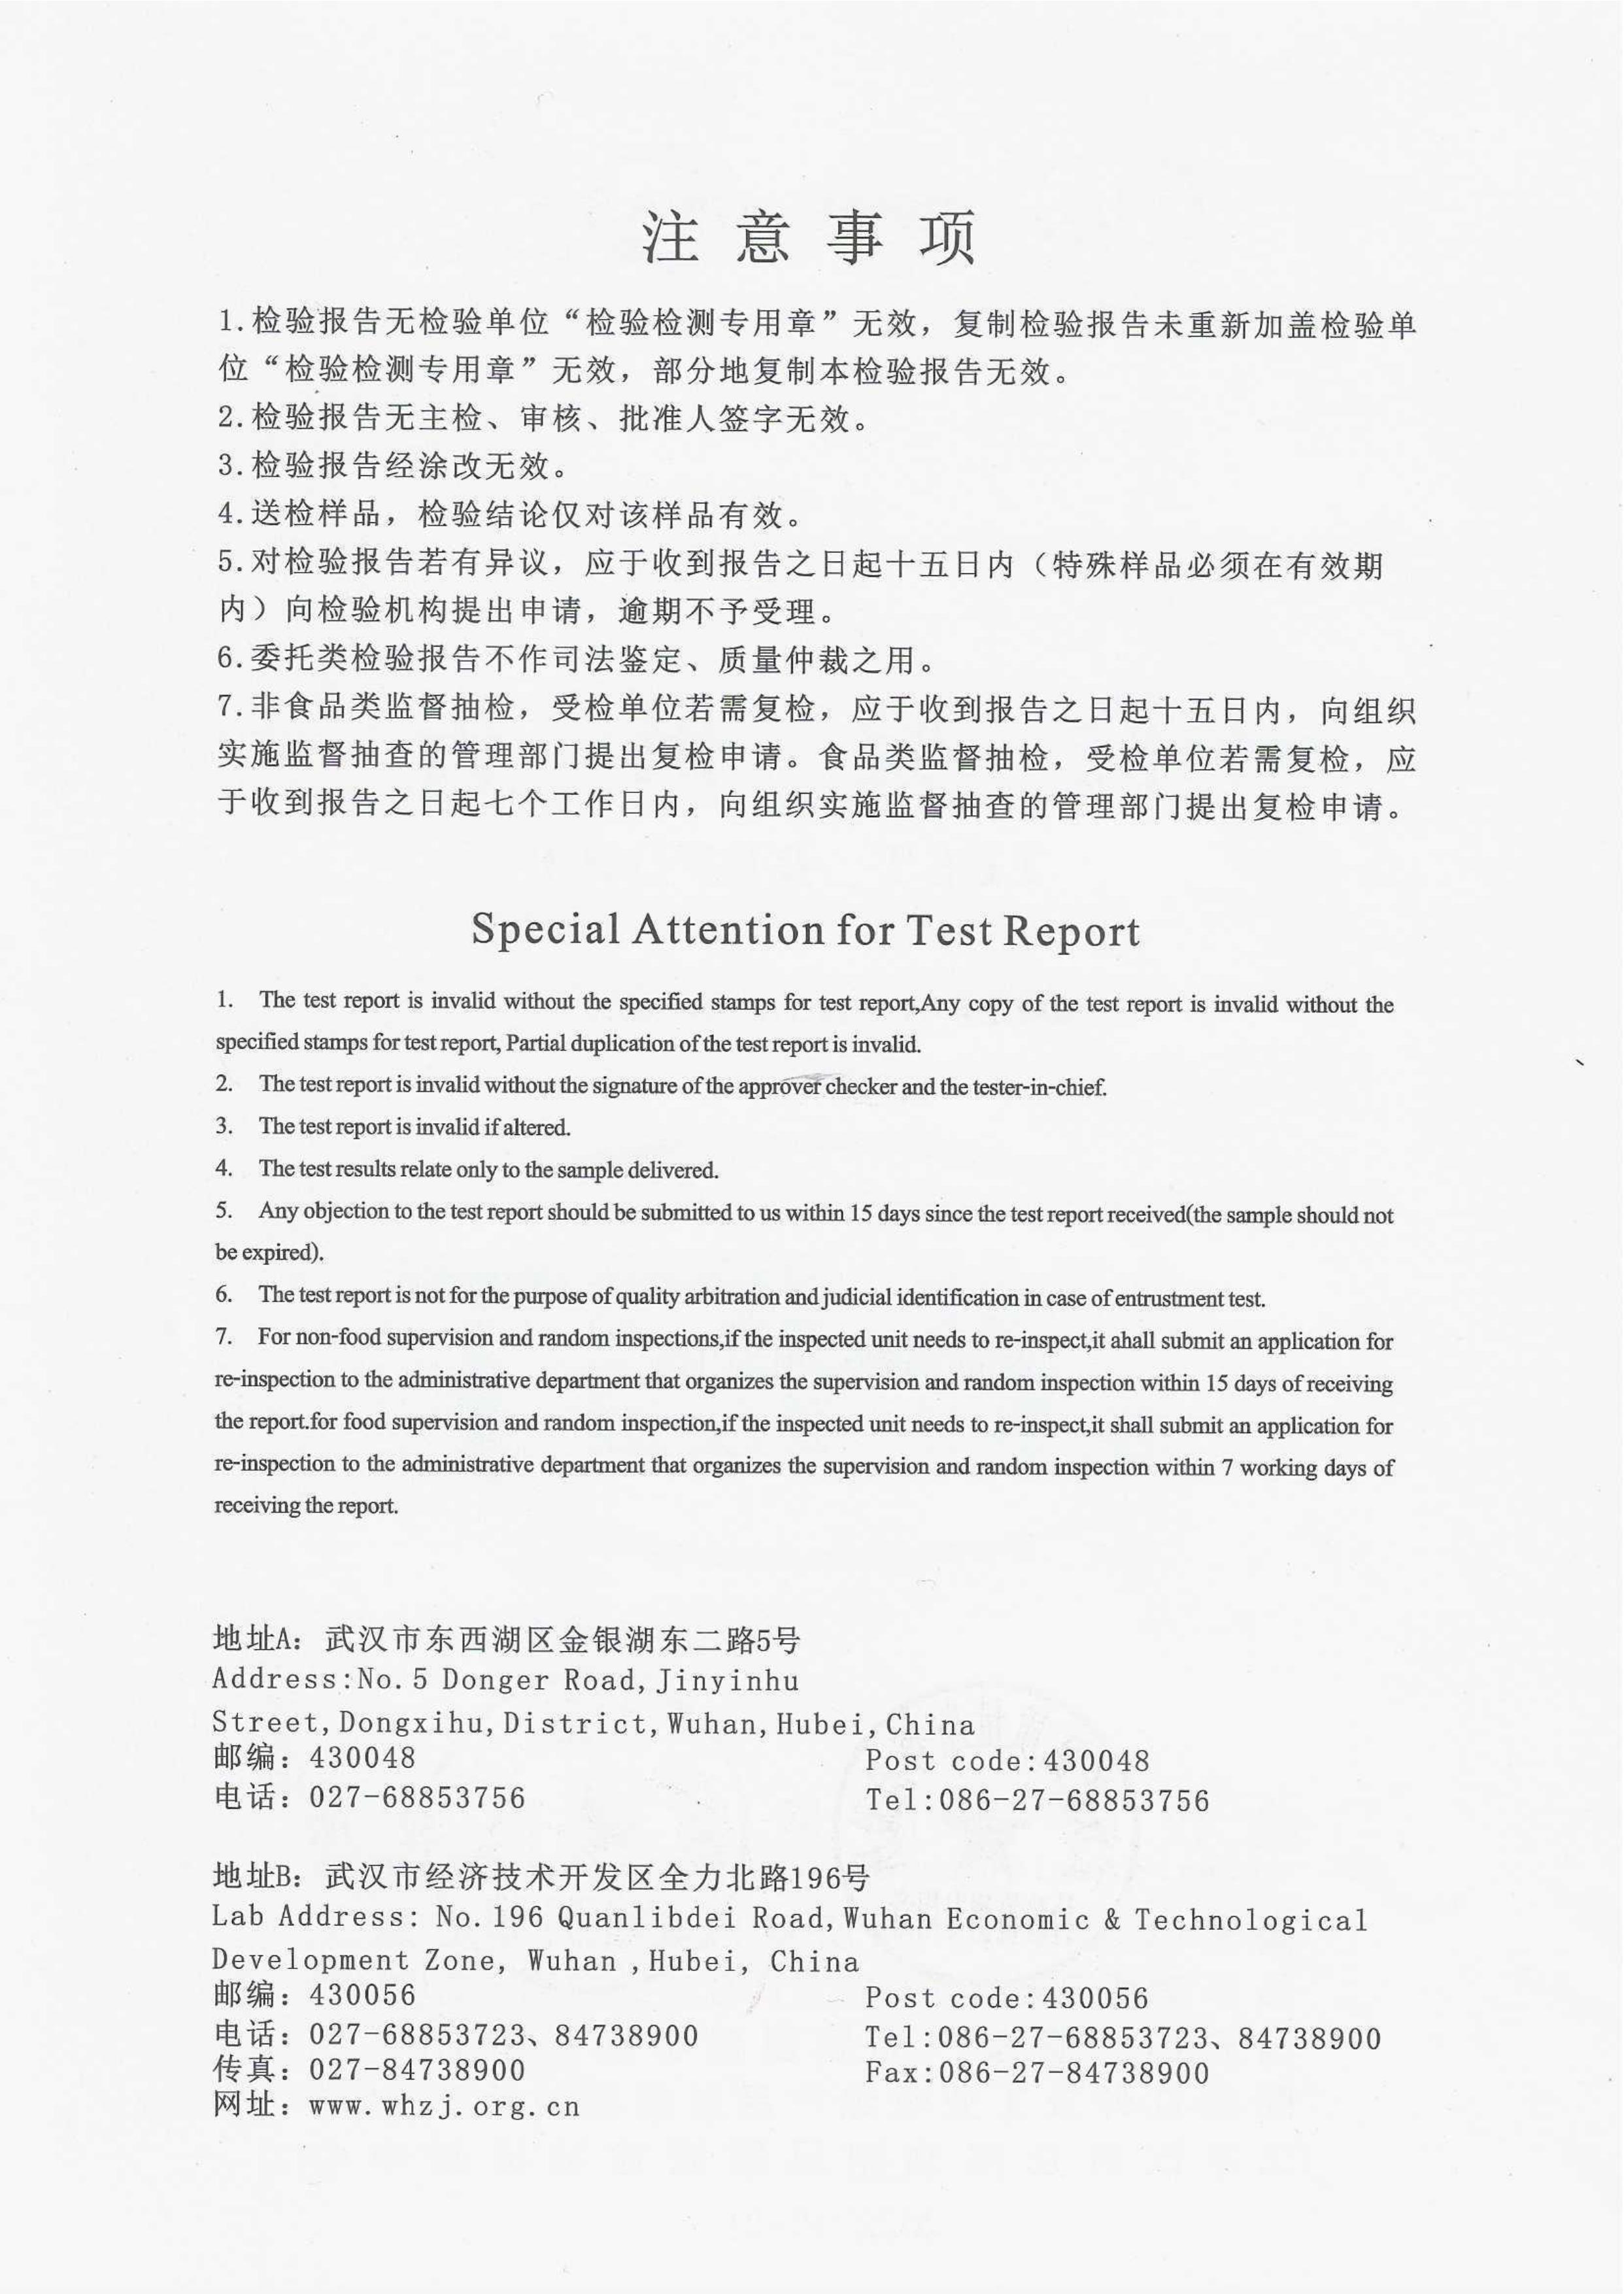 注意事项
1.检验报告无检验单位“检验检测专用章”无效，复制检验报告未重新加盖检验单
位“检验检测专用章”无效，部分地复制本检验报告无效。
2.检验报告无主检、审核、批准人签字无效。
3.检验报告经涂改无效。
4.送检样品，检验结论仅对该样品有效。
5.对检验报告若有异议，应于收到报告之日起十五日内（特殊样品必须在有效期
内）向检验机构提出申请，逾期不予受理。
6.委托类检验报告不作司法鉴定、质量仲裁之用。
7.非食品类监督抽检，受检单位若需复检，应于收到报告之日起十五日内，向组织
实施监督抽查的管理部门提出复检申请。食品类监督抽检，受检单位若需复检，应
于收到报告之日起七个工作日内，向组织实施监督抽查的管理部门提出复检申请。
Special Attention for Test Report
1. The test report is invalid without the specified stamps for test report,Any copy of the test report is invalid without the
specified stamps for test report, Partial duplication of the test report is invalid.
2. The test report is invalid without the signature of the approver checker and the tester-in-chief.
3. The test report is invalid if altered.
4. The test results relate only to the sample delivered.
5. Any objection to the test report should be submitted to us within 15 days since the test report received(the sample should not
be expired).
6. The test report is not for the purpose of quality arbitration and judicial identification in case of entrustment test.
7. For non-food supervision and random inspections,if the inspected unit needs to re-inspect,it ahall submit an application for
re-inspection to the administrative department that organizes the supervision and random inspection within 15 days of receiving
the report.for food supervision and random inspection,if the inspected unit needs to re-inspect,it shall submit an application for
re-inspection to the administrative department that organizes the supervision and random inspection within 7 working days of
receiving the report.
地址A：武汉市东西湖区金银湖东二路5号
Address:No.5 Donger Road,Jinyinhu
Street,Dongxihu,District,Wuhan,Hubei,China
邮编：430048 Post code:430048
电话：027-68853756 Tel:086-27-68853756
地址B：武汉市经济技术开发区全力北路196号
Lab Address: No.196 Quanlibdei Road,Wuhan Economic & Technological
Development Zone, Wuhan ,Hubei, China
邮编：430056 Post code:430056
电话：027-68853723、84738900 Tel:086-27-68853723、84738900
传真：027-84738900 Fax:086-27-84738900
网址：www.whzj.org.cn